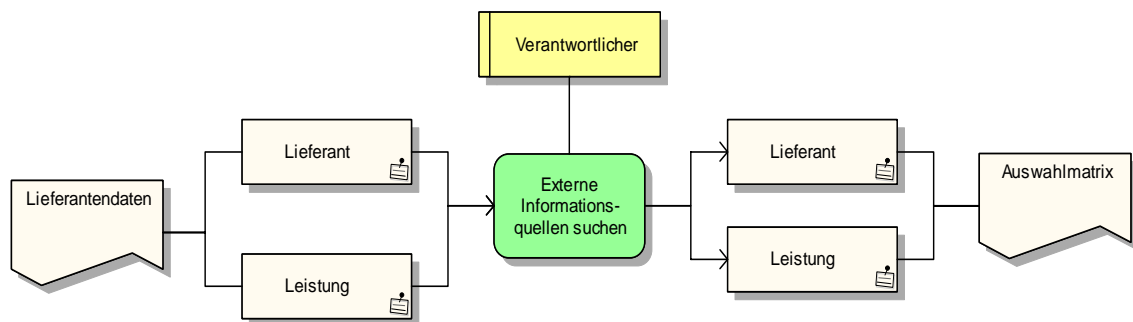 Verantwortlicher
Lieferant
Lieferant
Externe
Informations-
quellen suchen
Lieferantendaten
Auswahlmatrix
Leistung
Leistung